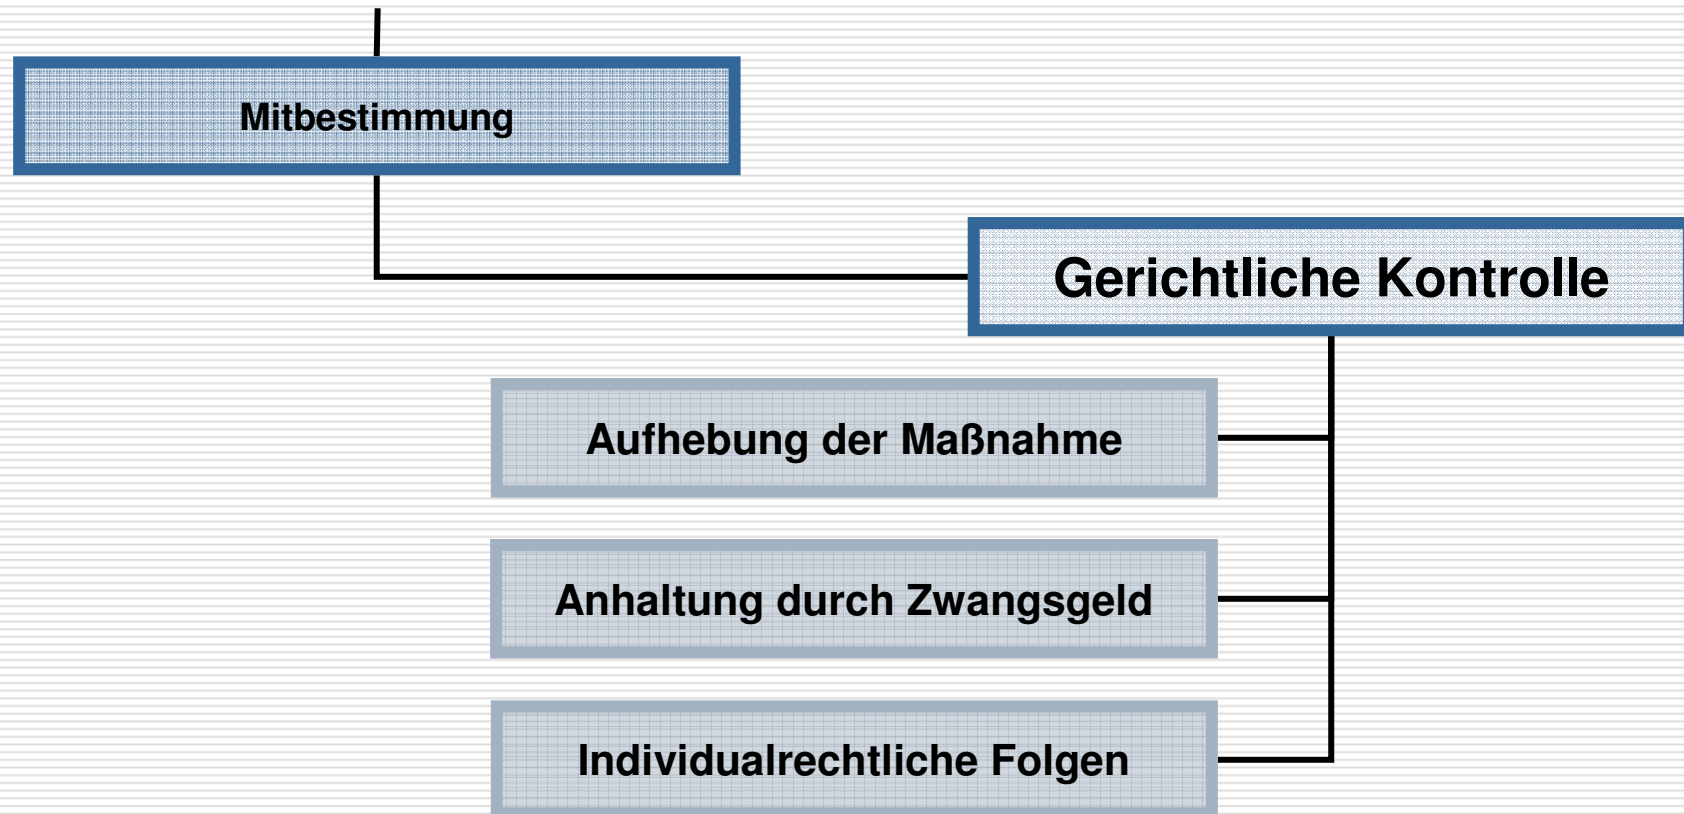 Mitbestimmung
Gerichtliche Kontrolle
Aufhebung der Maßnahme
Anhaltung durch Zwangsgeld
Individualrechtliche Folgen